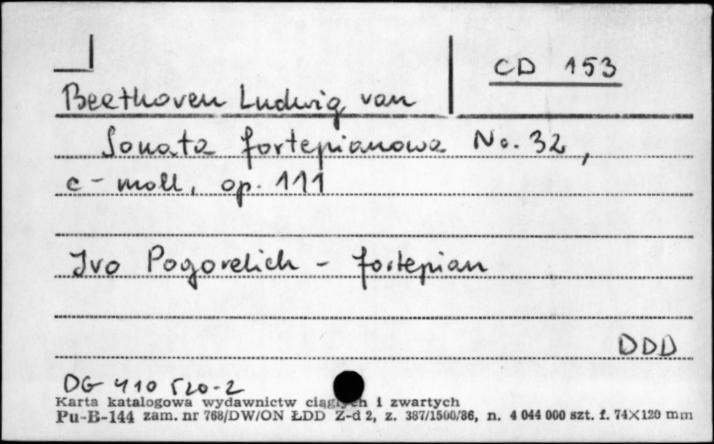 CD 153
Beethoven Ludwig van
Sonata fortepianowa No. 32,
c-moll, op. 111
Ivo Pogorelich - fortepian
DDD
DG 410 520-2
Karta katalogowa wydawnictw ciągłych i zwartych
Pu-B-144 zam. nr 768/DW/ON ŁDD Z-d 2, z. 387/1500/86, n. 4 044 000 szt. f. 74×120 mm